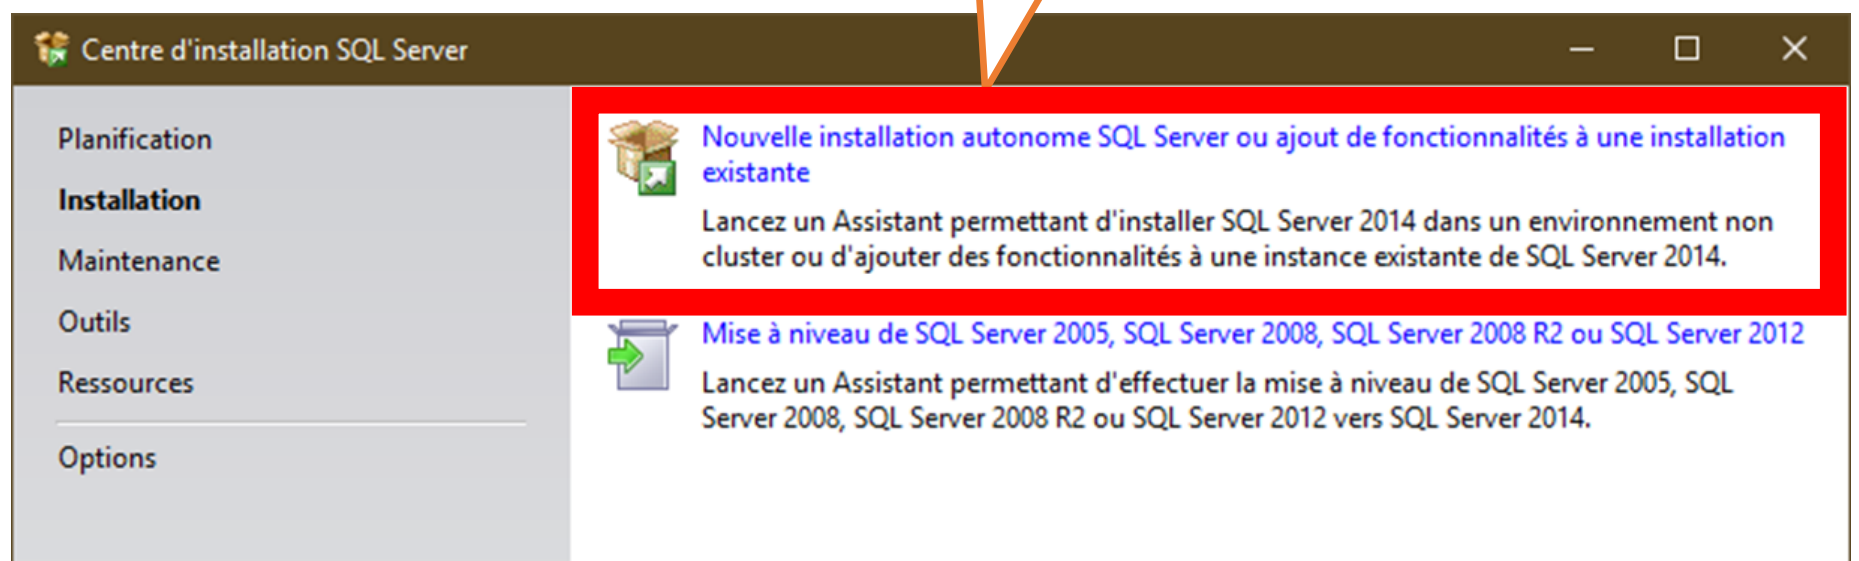 Centre d'installation SQL Server
Planification
Installation
Maintenance
Outils
Ressources
Options
Nouvelle installation autonome SQL Server ou ajout de fonctionnalités à une installation
existante
Lancez un Assistant permettant d'installer SQL Server 2014 dans un environnement non
cluster ou d'ajouter des fonctionnalités à une instance existante de SQL Server 2014.
Mise à niveau de SQL Server 2005, SQL Server 2008, SQL Server 2008 R2 ou SQL Server 2012
Lancez un Assistant permettant d'effectuer la mise à niveau de SQL Server 2005, SQL
Server 2008, SQL Server 2008 R2 ou SQL Server 2012 vers SQL Server 2014.